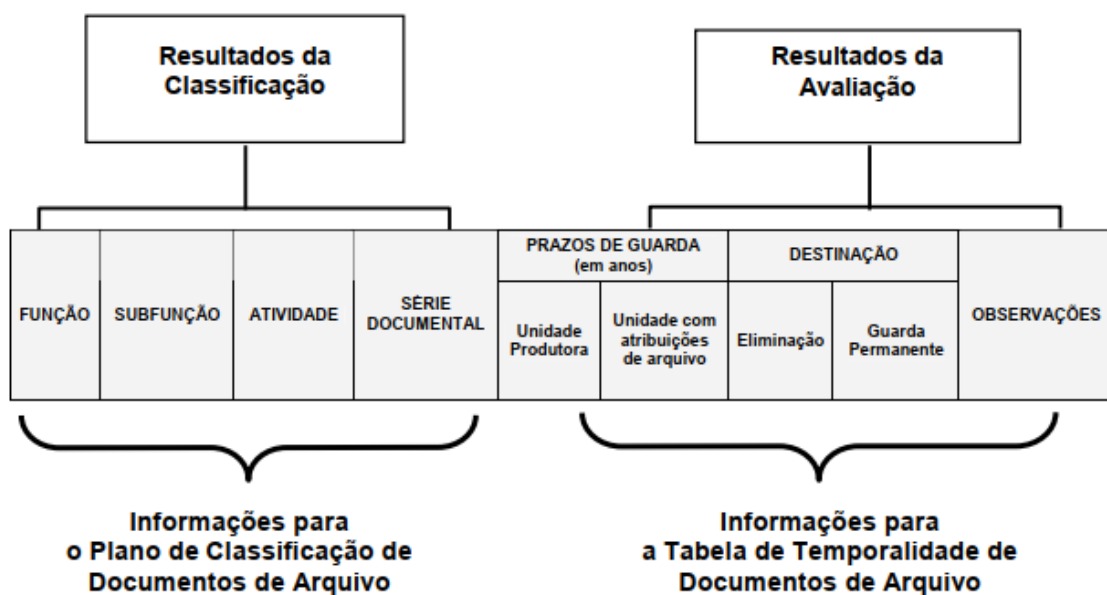 Resultados da
Classificação
Resultados da
Avaliação
FUNÇÃO
SUBFUNÇÃO
ATIVIDADE
SÉRIE
DOCUMENTAL
PRAZOS DE GUARDA
(em anos)
Unidade
Produtora
Unidade com
atribuições
de arquivo
DESTINAÇÃO
Eliminação
Guarda
Permanente
OBSERVAÇÕES
Informações para
o Plano de Classificação de
Documentos de Arquivo
Informações para
a Tabela de Temporalidade de
Documentos de Arquivo